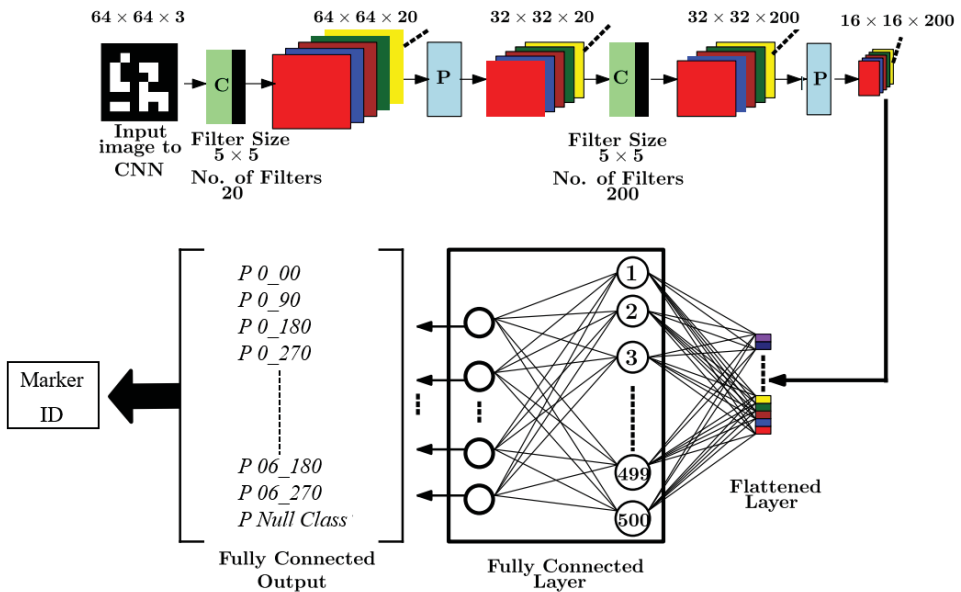 64 × 64 × 3
64 × 64 × 20
32 × 32 × 20
32 × 32 × 200
16 × 16 × 200
C
P
C
P
Input
image to
CNN
Filter Size
5 × 5
No. of Filters
20
Filter Size
5 × 5
No. of Filters
200
P 0_00
P 0_90
P 0_180
P 0_270
P 06_180
P 06_270
P Null Class
Fully Connected
Output
Marker
ID
1
2
3
499
500
Fully Connected
Layer
Flattened
Layer